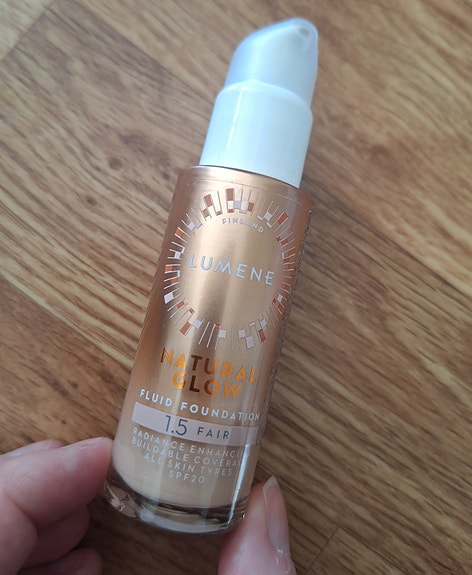 FINLAND
LUMENE
NATURAL
GLOW
FLUID FOUNDATION
1.5 FAIR
RADIANCE ENHANCING
BUILDABLE COVERAGE
ALL SKIN TYPES
SPF20